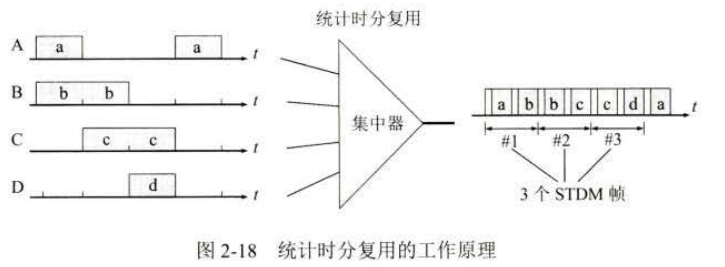 统计时分复用
A a a t
B b b t
C c c t
D d t
集中器
a b b c c d a t
#1 #2 #3
3 个 STDM 帧
图 2-18 统计时分复用的工作原理